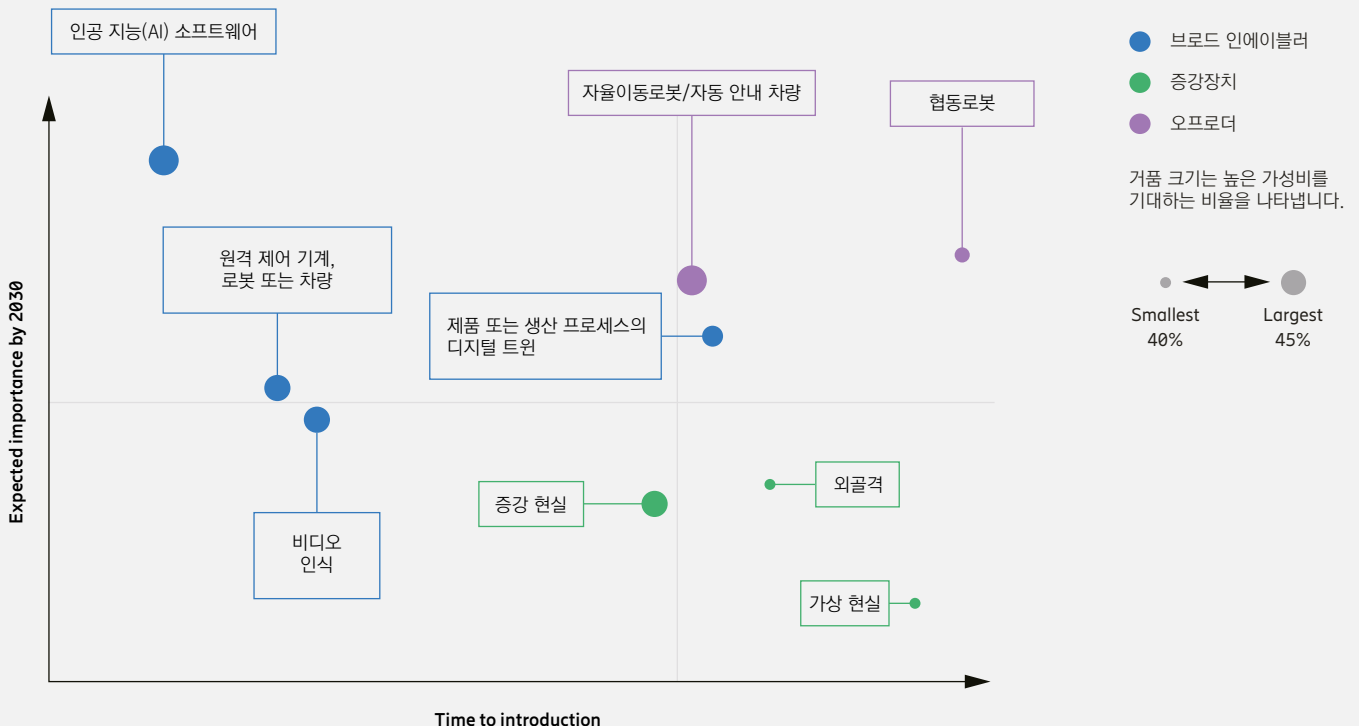 인공 지능(AI) 소프트웨어
자율이동로봇/자동 안내 차량
협동로봇
브로드 인에이블러
증강장치
오프로더
거품 크기는 높은 가성비를
기대하는 비율을 나타냅니다.
Smallest
40%
Largest
45%
원격 제어 기계,
로봇 또는 차량
제품 또는 생산 프로세스의
디지털 트윈
Expected importance by 2030
증강 현실
외골격
비디오
인식
가상 현실
Time to introduction